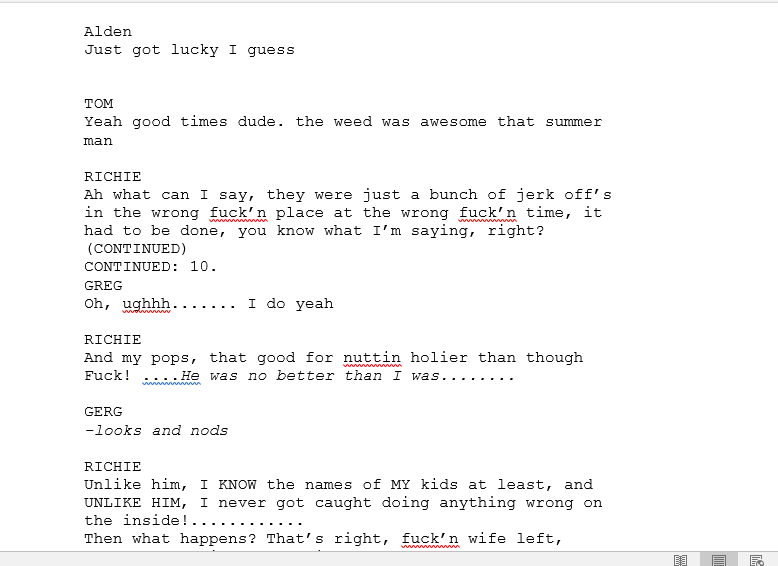 Alden
Just got lucky I guess
TOM
Yeah good times dude. the weed was awesome that summer
man
RICHIE
Ah what can I say, they were just a bunch of jerk off’s
in the wrong fuck’n place at the wrong fuck’n time, it
had to be done, you know what I’m saying, right?
(CONTINUED)
CONTINUED: 10.
GREG
Oh, ughhh....... I do yeah
RICHIE
And my pops, that good for nuttin holier than though
Fuck! ....He was no better than I was........
GERG
-looks and nods
RICHIE
Unlike him, I KNOW the names of MY kids at least, and
UNLIKE HIM, I never got caught doing anything wrong on
the inside!............
Then what happens? That’s right, fuck’n wife left,